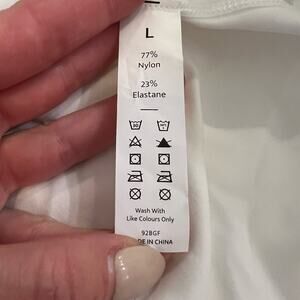 L
77%
Nylon
23%
Elastane
Wash With
Like Colours Only
92BGF
DE IN CHINA